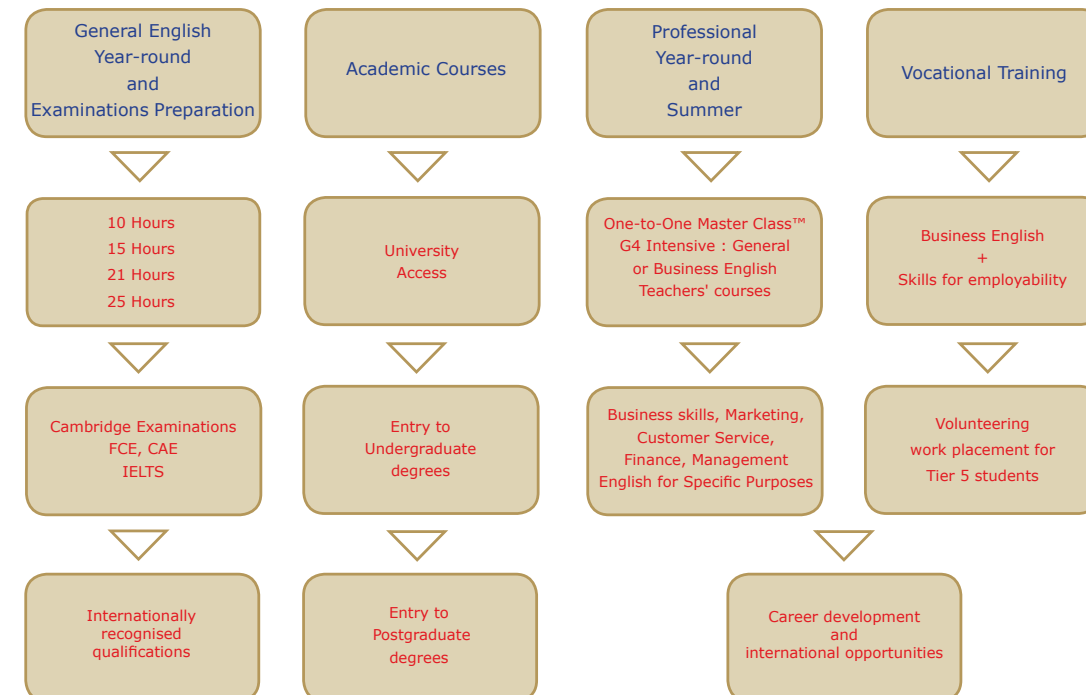 General English
Year-round
and
Examinations Preparation
Academic Courses
Professional
Year-round
and
Summer
Vocational Training
10 Hours
15 Hours
21 Hours
25 Hours
University
Access
One-to-One Master Class™
G4 Intensive : General
or Business English
Teachers' courses
Business English
+
Skills for employability
Cambridge Examinations
FCE, CAE
IELTS
Entry to
Undergraduate
degrees
Business skills, Marketing,
Customer Service,
Finance, Management
English for Specific Purposes
Volunteering
work placement for
Tier 5 students
Internationally
recognised
qualifications
Entry to
Postgraduate
degrees
Career development
and
international opportunities